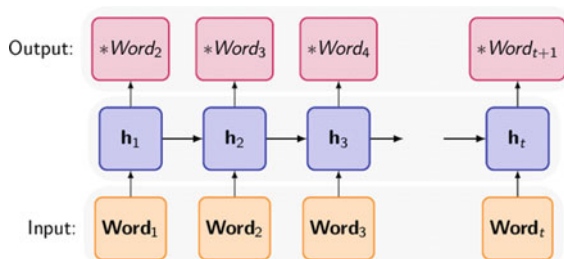 Output: *Word₂ *Word₃ *Word₄ *Wordₜ₊₁
h₁ h₂ h₃ hₜ
Input: Word₁ Word₂ Word₃ Wordₜ